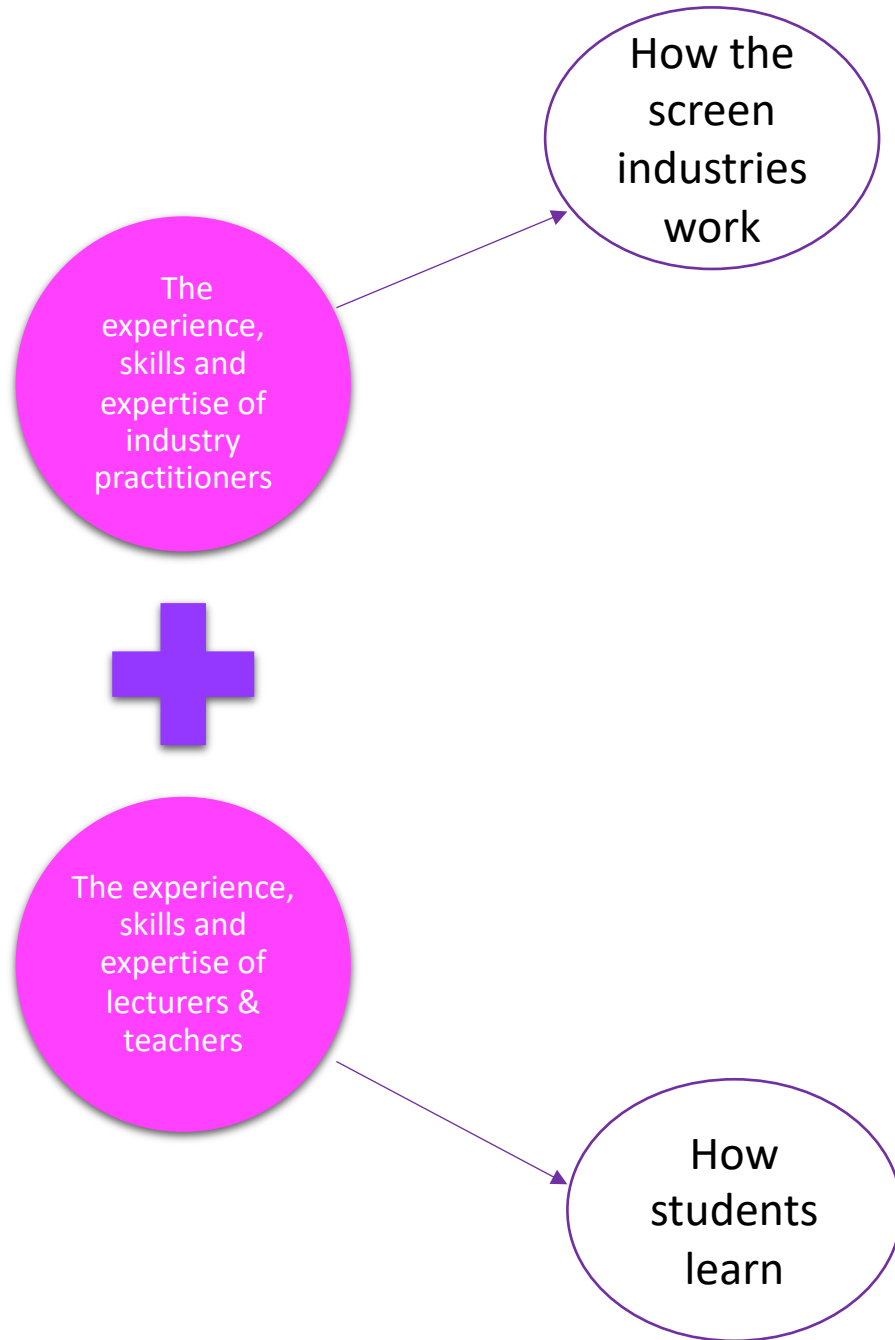 How the
screen
industries
work
The
experience,
skills and
expertise of
industry
practitioners
The experience,
skills and
expertise of
lecturers &
teachers
How
students
learn